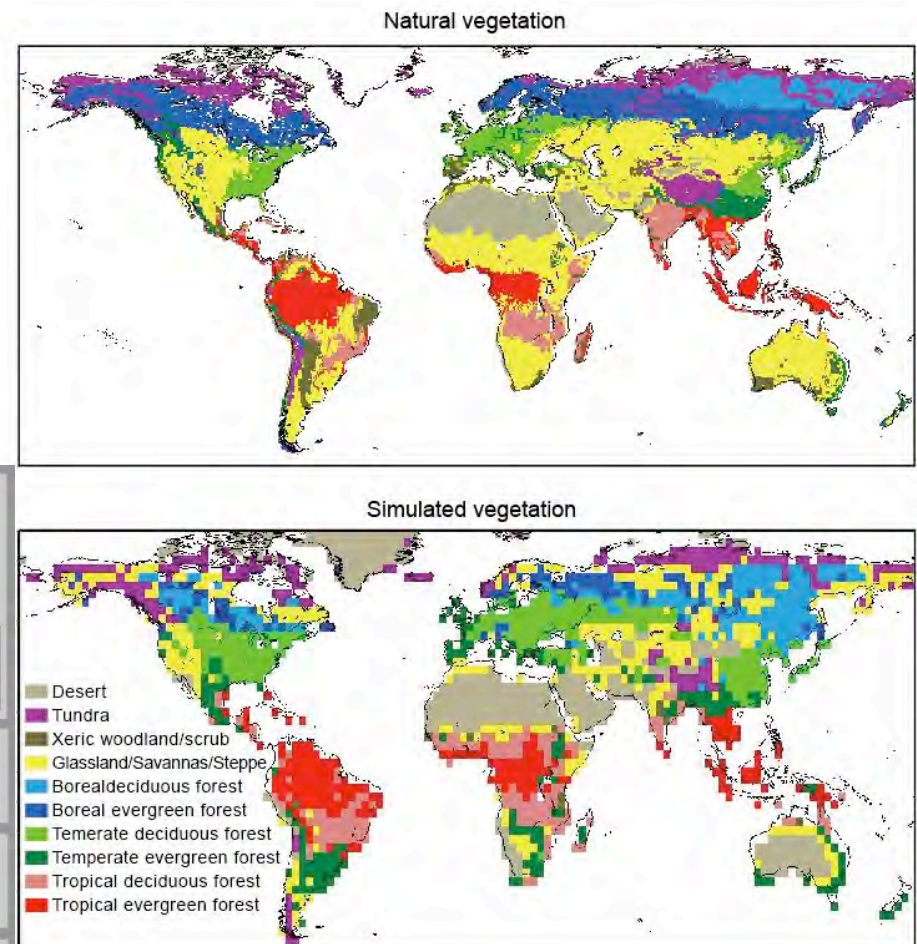 Natural vegetation
Simulated vegetation
Desert
Tundra
Xeric woodland/scrub
Glassland/Savannas/Steppe
Borealdeciduous forest
Boreal evergreen forest
Temerate deciduous forest
Temperate evergreen forest
Tropical deciduous forest
Tropical evergreen forest